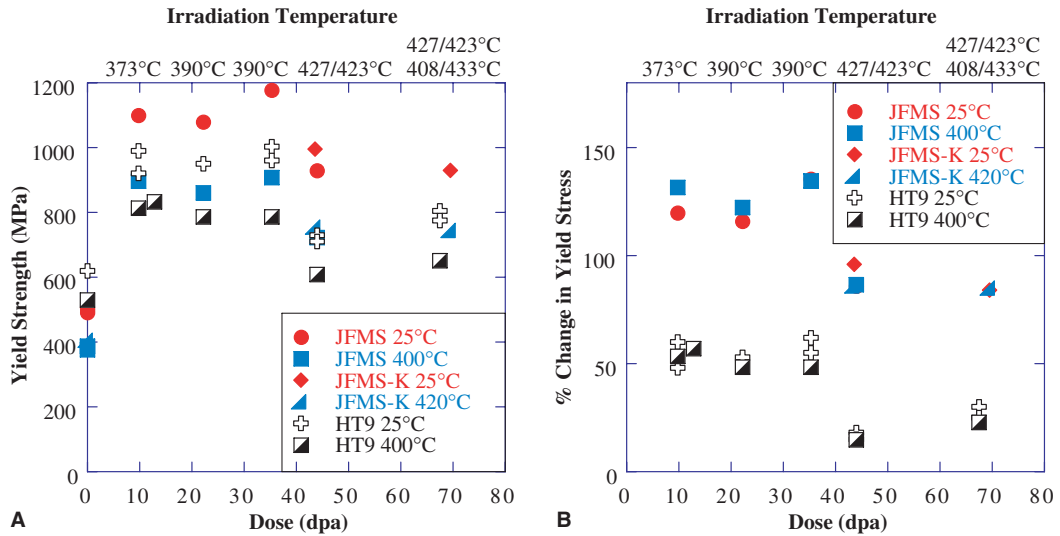 Irradiation Temperature
427/423°C
373°C 390°C 390°C 427/423°C 408/433°C
1200
1000
800
600
400
200
0
Yield Strength (MPa)
JFMS 25°C
JFMS 400°C
JFMS-K 25°C
JFMS-K 420°C
HT9 25°C
HT9 400°C
0 10 20 30 40 50 60 70 80
A
Dose (dpa)
Irradiation Temperature
427/423°C
373°C 390°C 390°C 427/423°C 408/433°C
150
100
50
0
% Change in Yield Stress
JFMS 25°C
JFMS 400°C
JFMS-K 25°C
JFMS-K 420°C
HT9 25°C
HT9 400°C
0 10 20 30 40 50 60 70 80
B
Dose (dpa)